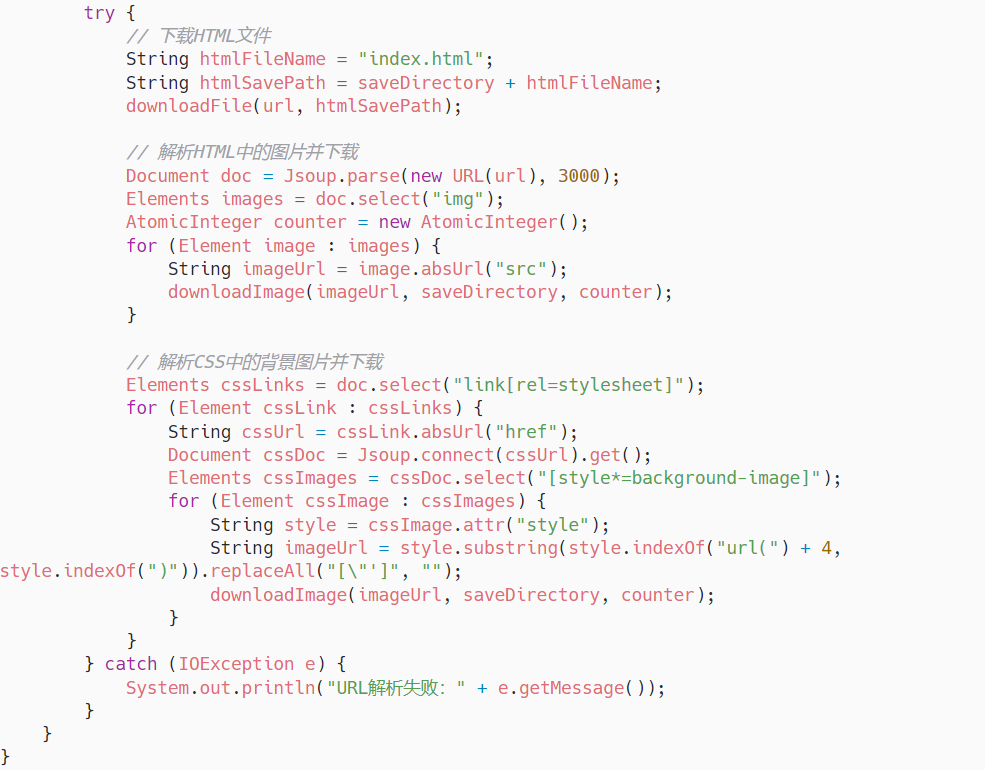 try {
// 下载HTML文件
String htmlFileName = "index.html";
String htmlSavePath = saveDirectory + htmlFileName;
downloadFile(url, htmlSavePath);
// 解析HTML中的图片并下载
Document doc = Jsoup.parse(new URL(url), 3000);
Elements images = doc.select("img");
AtomicInteger counter = new AtomicInteger();
for (Element image : images) {
String imageUrl = image.absUrl("src");
downloadImage(imageUrl, saveDirectory, counter);
}
// 解析CSS中的背景图片并下载
Elements cssLinks = doc.select("link[rel=stylesheet]");
for (Element cssLink : cssLinks) {
String cssUrl = cssLink.absUrl("href");
Document cssDoc = Jsoup.connect(cssUrl).get();
Elements cssImages = cssDoc.select("[style*=background-image]");
for (Element cssImage : cssImages) {
String style = cssImage.attr("style");
String imageUrl = style.substring(style.indexOf("url(") + 4,
style.indexOf(")")).replaceAll("[\"']", "");
downloadImage(imageUrl, saveDirectory, counter);
}
}
} catch (IOException e) {
System.out.println("URL解析失败：" + e.getMessage());
}
}
}